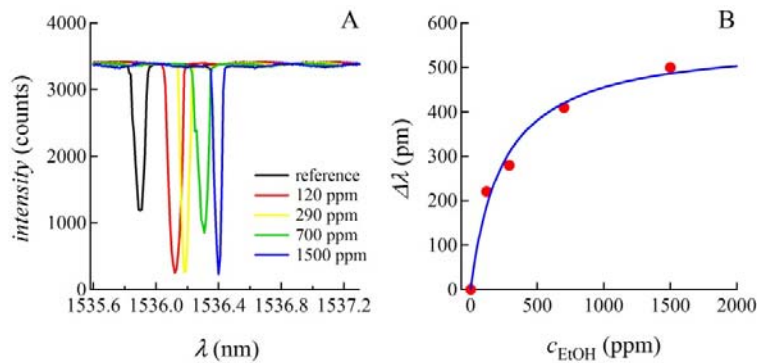 A
4000
3000
2000
1000
0
intensity (counts)
reference
120 ppm
290 ppm
700 ppm
1500 ppm
1535.6 1536.0 1536.4 1536.8 1537.2
λ (nm)
B
600
500
400
300
200
100
0
Δλ (pm)
0 500 1000 1500 2000
cEtOH (ppm)